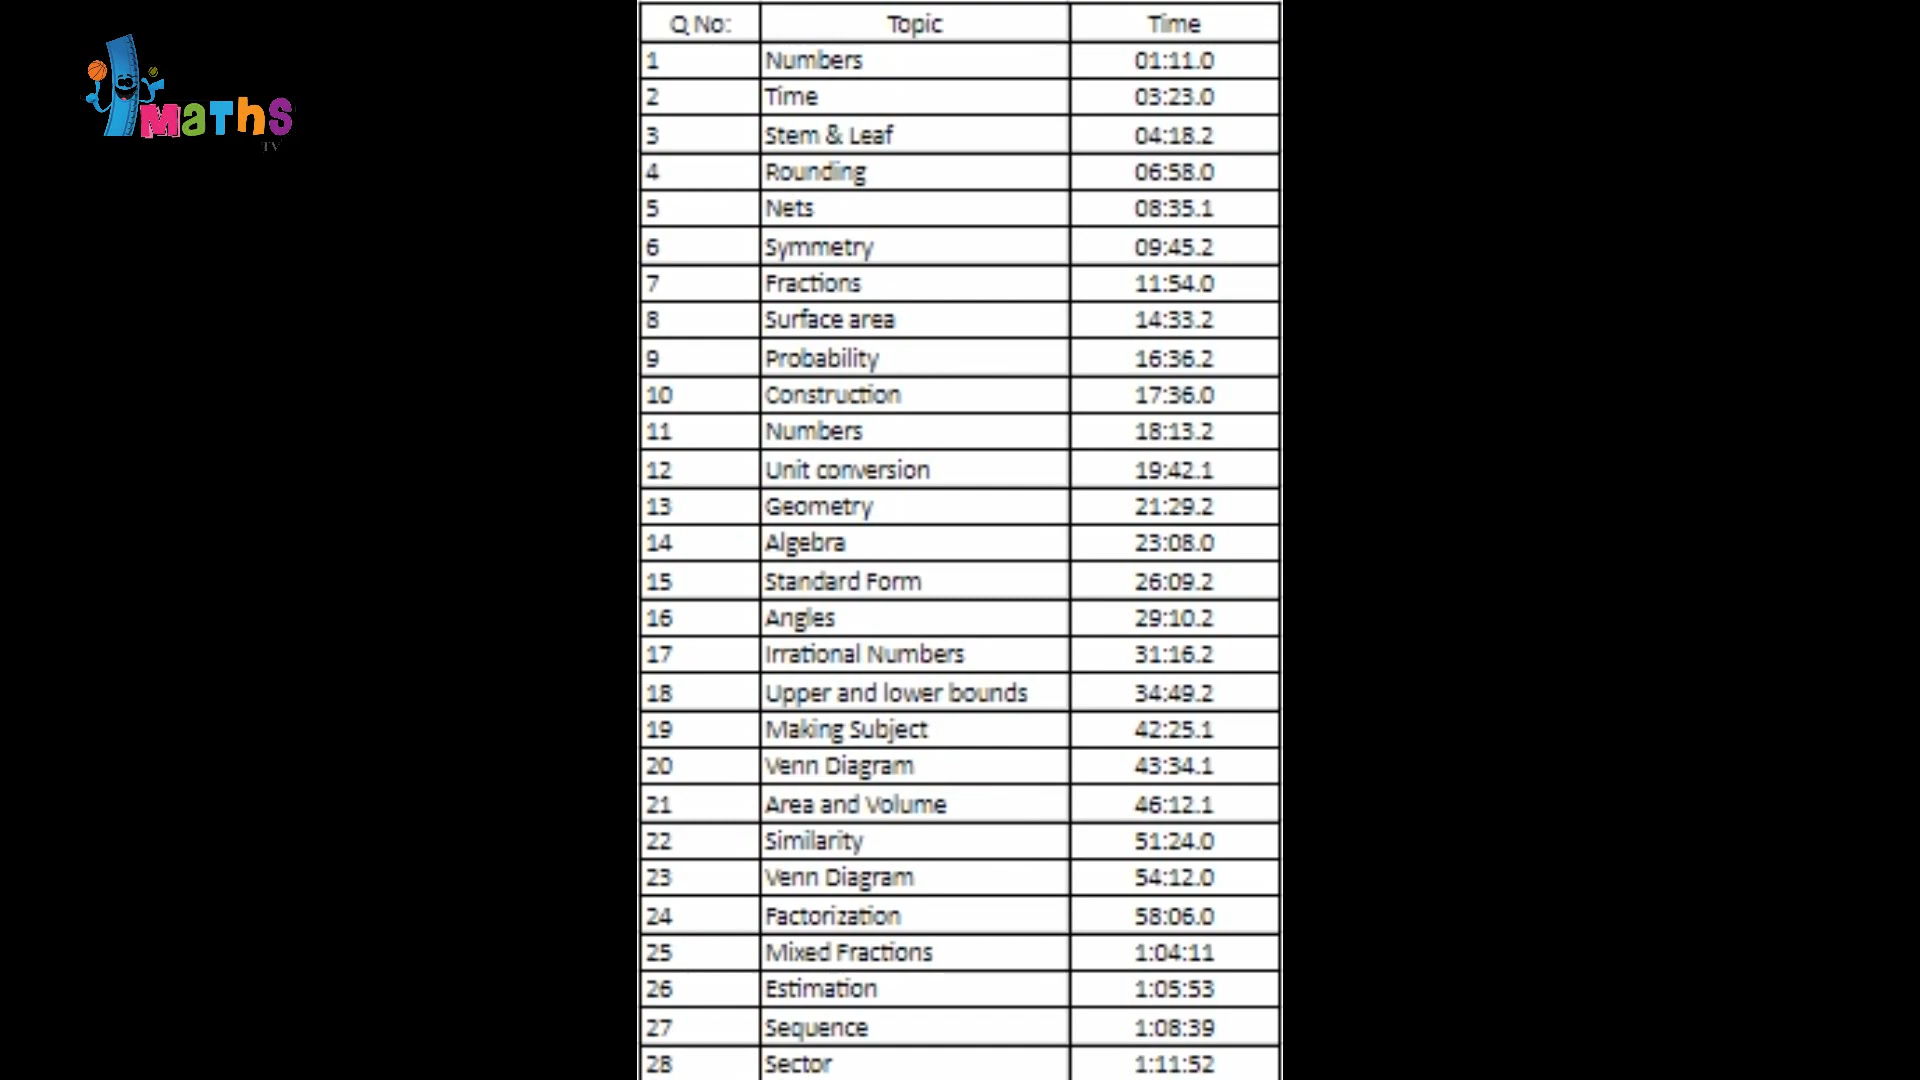 Maths
TV
Q No: Topic Time
1 Numbers 01:11.0
2 Time 03:23.0
3 Stem & Leaf 04:18.2
4 Rounding 06:58.0
5 Nets 08:35.1
6 Symmetry 09:45.2
7 Fractions 11:54.0
8 Surface area 14:33.2
9 Probability 16:36.2
10 Construction 17:36.0
11 Numbers 18:13.2
12 Unit conversion 19:42.1
13 Geometry 21:29.2
14 Algebra 23:08.0
15 Standard Form 26:09.2
16 Angles 29:10.2
17 Irrational Numbers 31:16.2
18 Upper and lower bounds 34:49.2
19 Making Subject 42:25.1
20 Venn Diagram 43:34.1
21 Area and Volume 46:12.1
22 Similarity 51:24.0
23 Venn Diagram 54:12.0
24 Factorization 58:06.0
25 Mixed Fractions 1:04:11
26 Estimation 1:05:53
27 Sequence 1:08:39
28 Sector 1:11:52